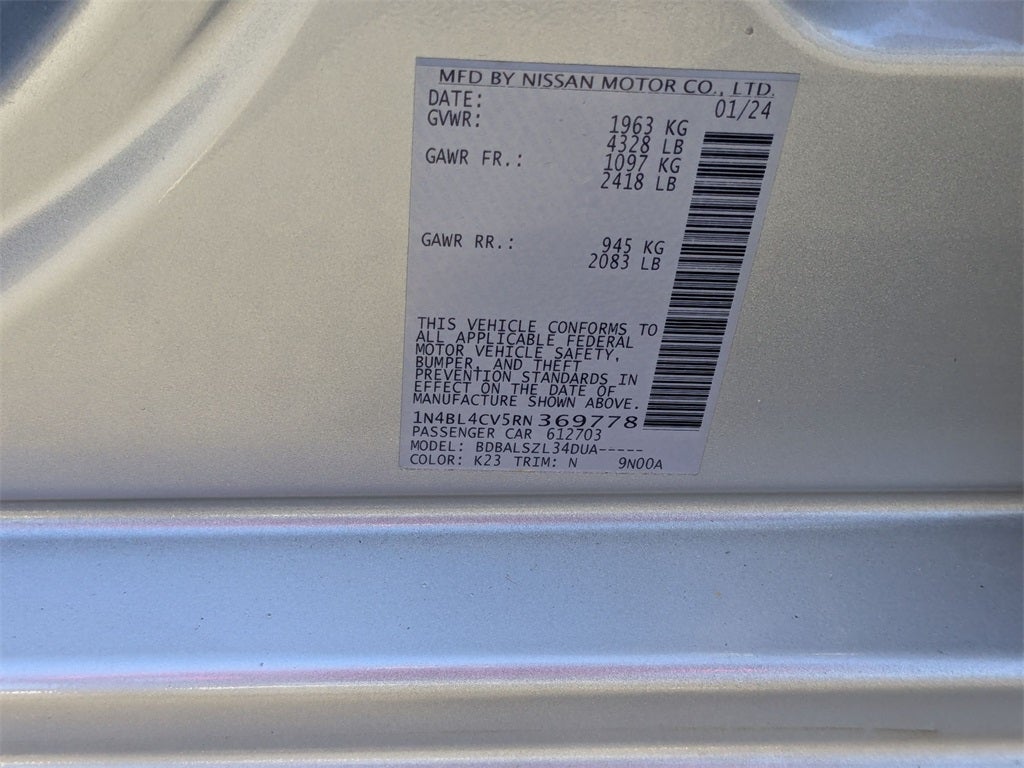 MFD BY NISSAN MOTOR CO., LTD.
DATE: 01/24
GVWR: 1963 KG
4328 LB
GAWR FR.: 1097 KG
2418 LB
GAWR RR.: 945 KG
2083 LB
THIS VEHICLE CONFORMS TO
ALL APPLICABLE FEDERAL
MOTOR VEHICLE SAFETY,
BUMPER, AND THEFT
PREVENTION STANDARDS IN
EFFECT ON THE DATE OF
MANUFACTURE SHOWN ABOVE.
1N4BL4CV5RN369778
PASSENGER CAR 612703
MODEL: BDBALSZL34DUA-----
COLOR: K23 TRIM: N 9N00A